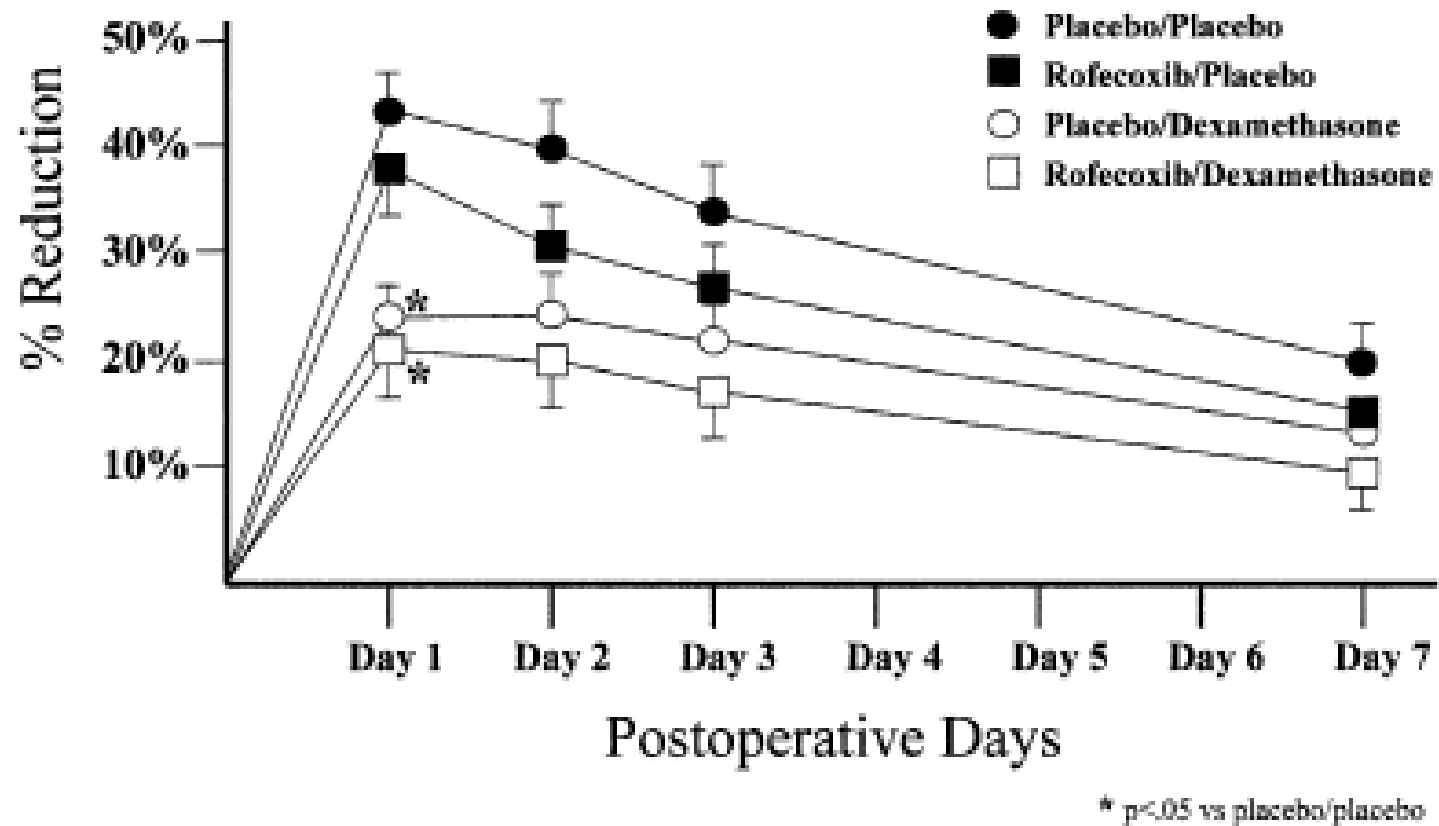 50%
40%
30%
20%
10%
% Reduction
Placebo/Placebo
Rofecoxib/Placebo
Placebo/Dexamethasone
Rofecoxib/Dexamethasone
*
*
Day 1 Day 2 Day 3 Day 4 Day 5 Day 6 Day 7
Postoperative Days
* p<.05 vs placebo/placebo